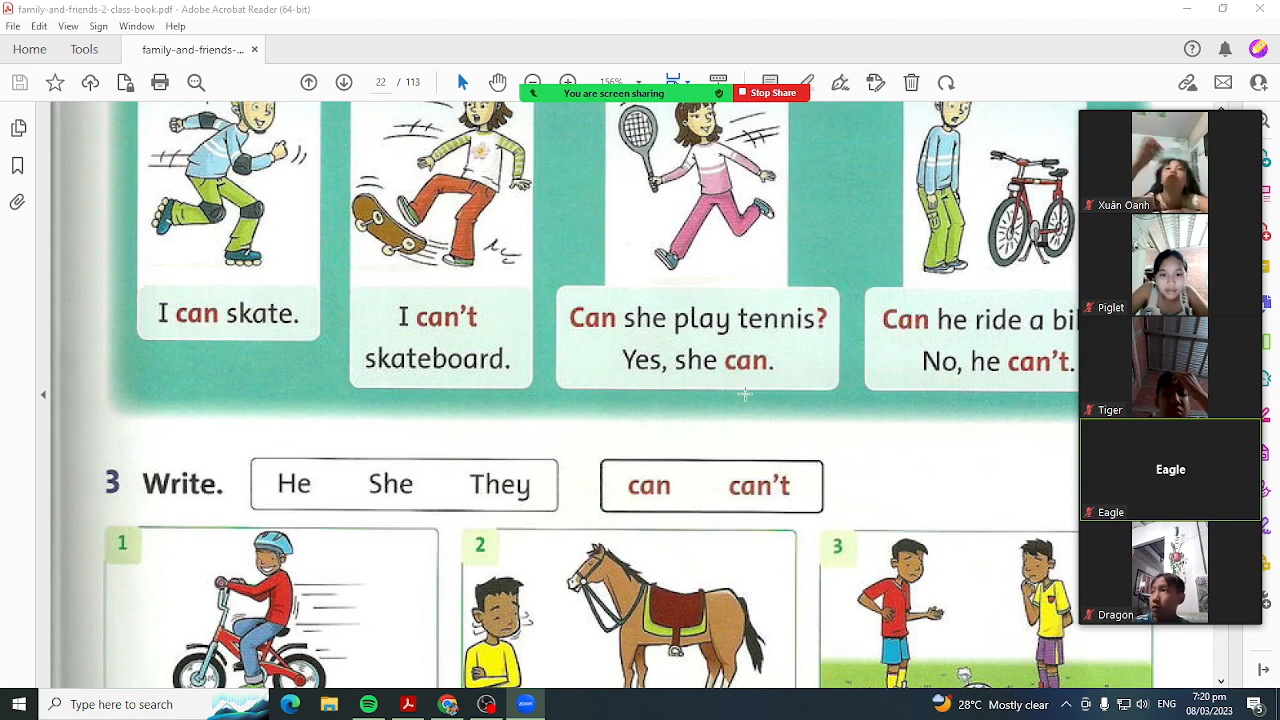 family-and-friends-2-class-book.pdf - Adobe Acrobat Reader (64-bit)
File Edit View Sign Window Help
Home Tools family-and-friends-...
22 / 113
156%
You are screen sharing
Stop Share
I can skate.
I can't
skateboard.
Can she play tennis?
Yes, she can.
Can he ride a bi
No, he can't.
3 Write. He She They can can't
1
2
3
Xuân Oanh
Piglet
Tiger
Eagle
Eagle
Dragon
Type here to search
zoom
28°C Mostly clear
7:20 pm
08/03/2023